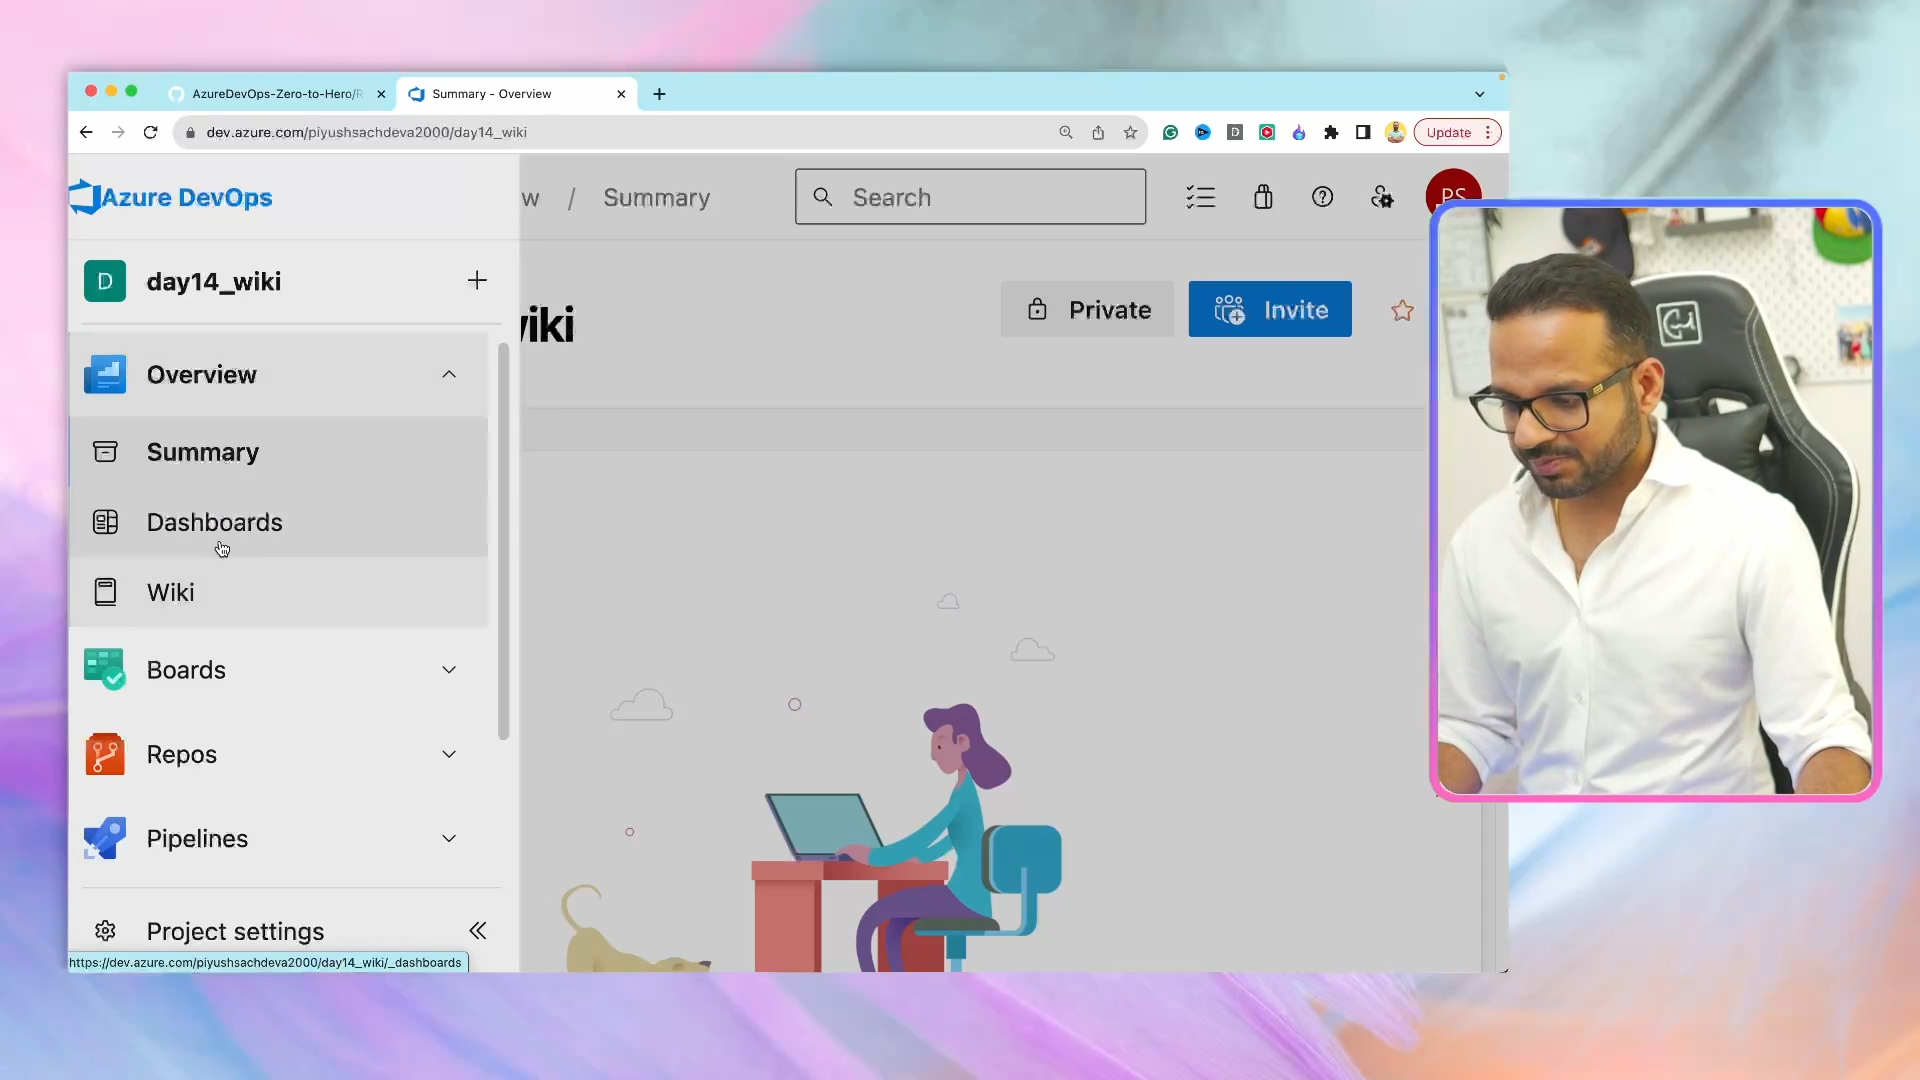 AzureDevOps-Zero-to-Hero/R
Summary - Overview
dev.azure.com/piyushsachdeva2000/day14_wiki
Update
Azure DevOps
w / Summary
Search
PS
D
day14_wiki
Private
Invite
viki
Overview
Summary
Dashboards
Wiki
Boards
Repos
Pipelines
Project settings
https://dev.azure.com/piyushsachdeva2000/day14_wiki/_dashboards